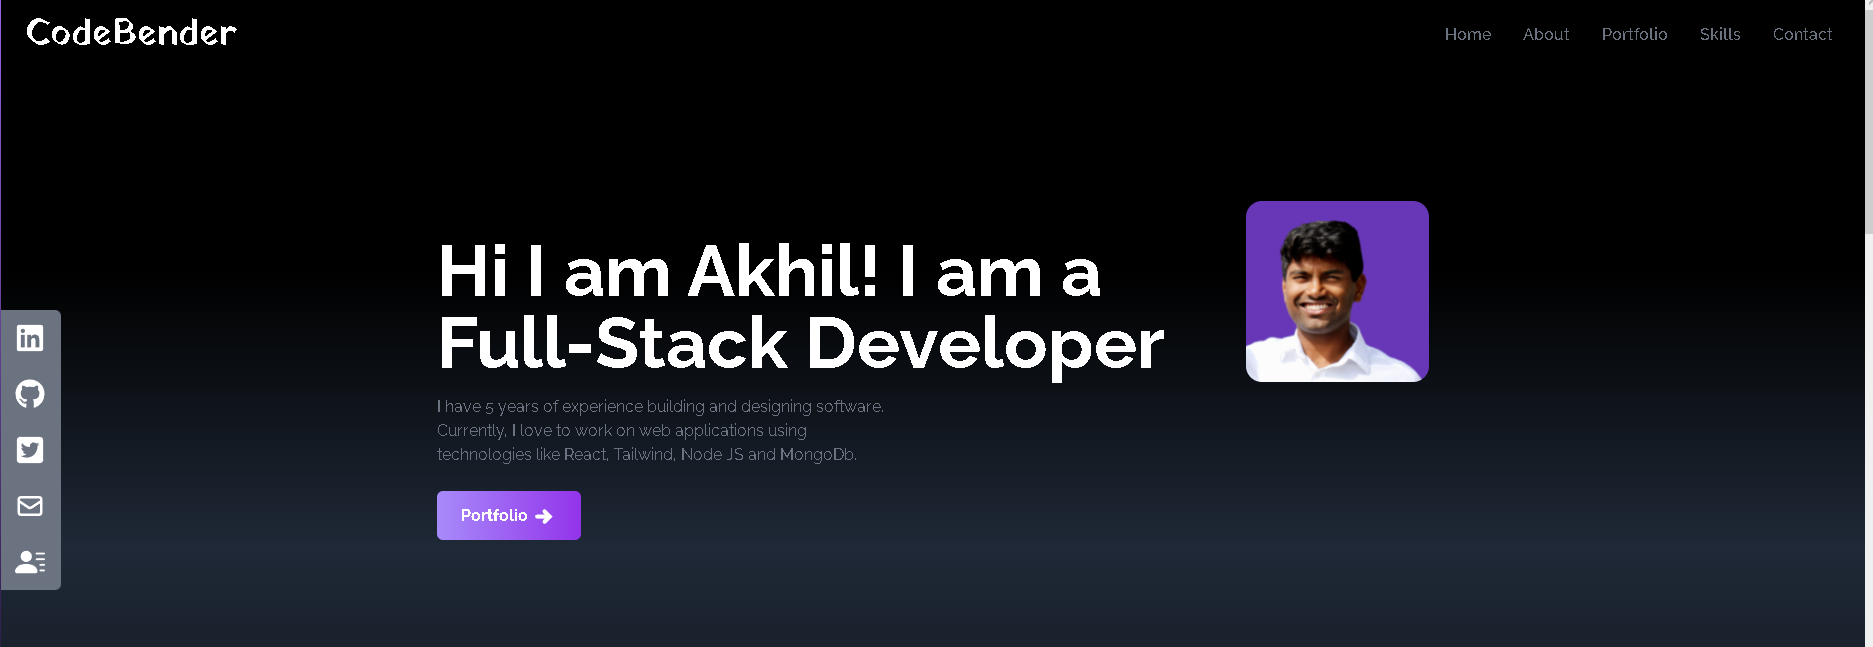 CodeBender
Home About Portfolio Skills Contact
Hi I am Akhil! I am a
Full-Stack Developer
I have 5 years of experience building and designing software.
Currently, I love to work on web applications using
technologies like React, Tailwind, Node JS and MongoDb.
Portfolio
in